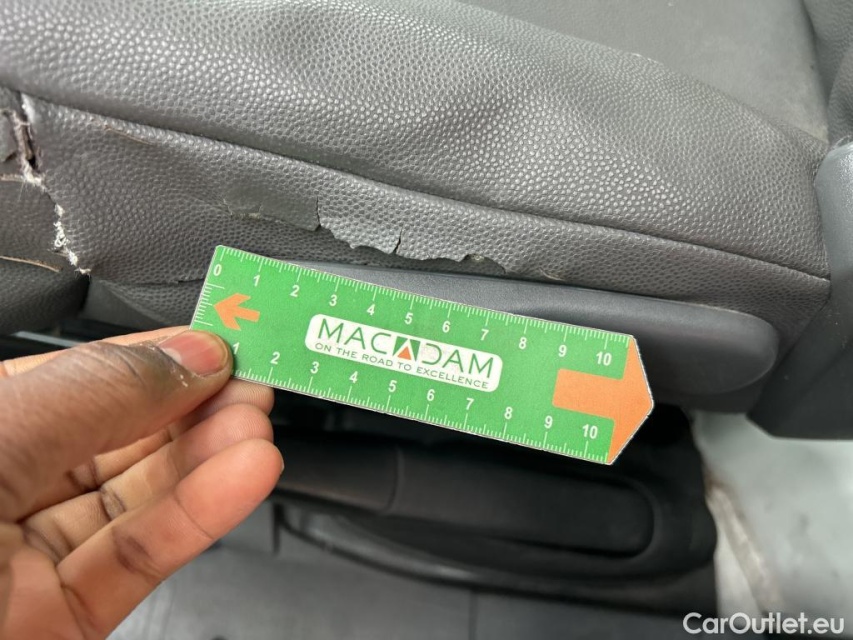 0 1 2 3 4 5 6 7 8 9 10
MACADAM
ON THE ROAD TO EXCELLENCE
1 2 3 4 5 6 7 8 9 10
CarOutlet.eu